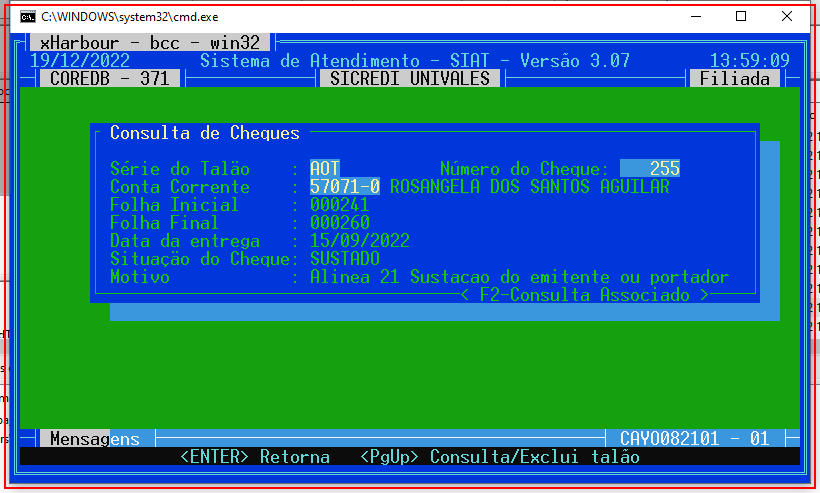 C:\WINDOWS\system32\cmd.exe
xHarbour - bcc - win32
19/12/2022 Sistema de Atendimento - SIAT - Versão 3.07 13:59:09
COREDB - 371 SICREDI UNIVALES Filiada
Consulta de Cheques
Série do Talão : AOT Número do Cheque: 255
Conta Corrente : 57071-0 ROSANGELA DOS SANTOS AGUILAR
Folha Inicial : 000241
Folha Final : 000260
Data da entrega : 15/09/2022
Situação do Cheque: SUSTADO
Motivo : Alinea 21 Sustacao do emitente ou portador
< F2-Consulta Associado >
Mensagens CAYO082101 - 01
<ENTER> Retorna <PgUp> Consulta/Exclui talão